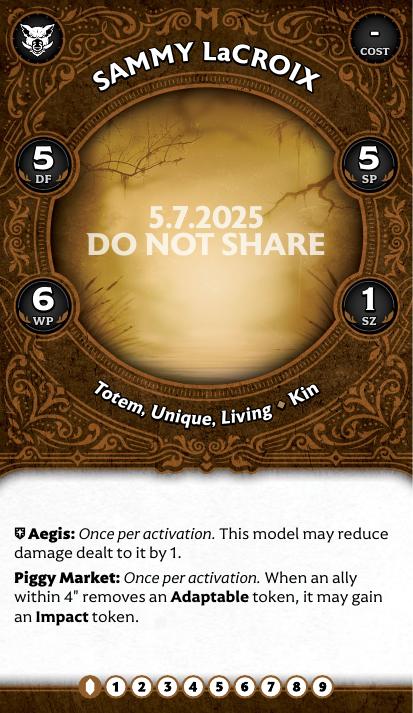 -
COST
SAMMY LaCROIX
5
DF
5
SP
5.7.2025
DO NOT SHARE
6
WP
1
SZ
Totem, Unique, Living ♦ Kin
Aegis: Once per activation. This model may reduce
damage dealt to it by 1.
Piggy Market: Once per activation. When an ally
within 4" removes an Adaptable token, it may gain
an Impact token.
1 2 3 4 5 6 7 8 9